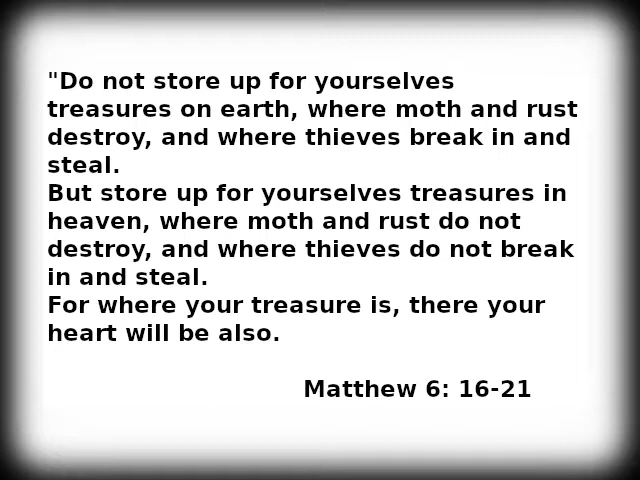 "Do not store up for yourselves
treasures on earth, where moth and rust
destroy, and where thieves break in and
steal.
But store up for yourselves treasures in
heaven, where moth and rust do not
destroy, and where thieves do not break
in and steal.
For where your treasure is, there your
heart will be also.
Matthew 6: 16-21